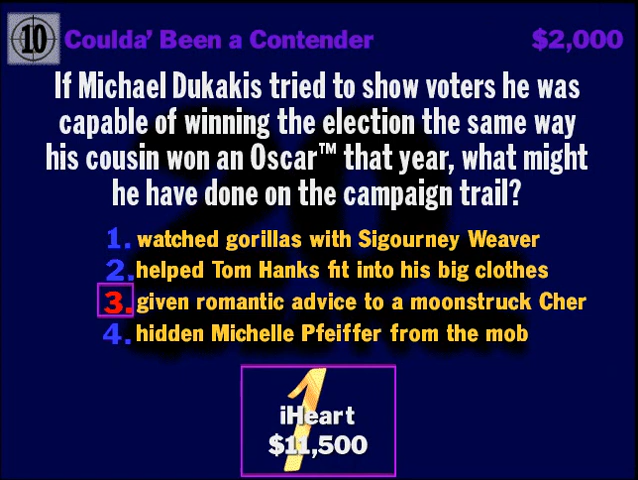 10 Coulda' Been a Contender $2,000
If Michael Dukakis tried to show voters he was
capable of winning the election the same way
his cousin won an Oscar™ that year, what might
he have done on the campaign trail?
1. watched gorillas with Sigourney Weaver
2. helped Tom Hanks fit into his big clothes
3. given romantic advice to a moonstruck Cher
4. hidden Michelle Pfeiffer from the mob
1
iHeart
$11,500